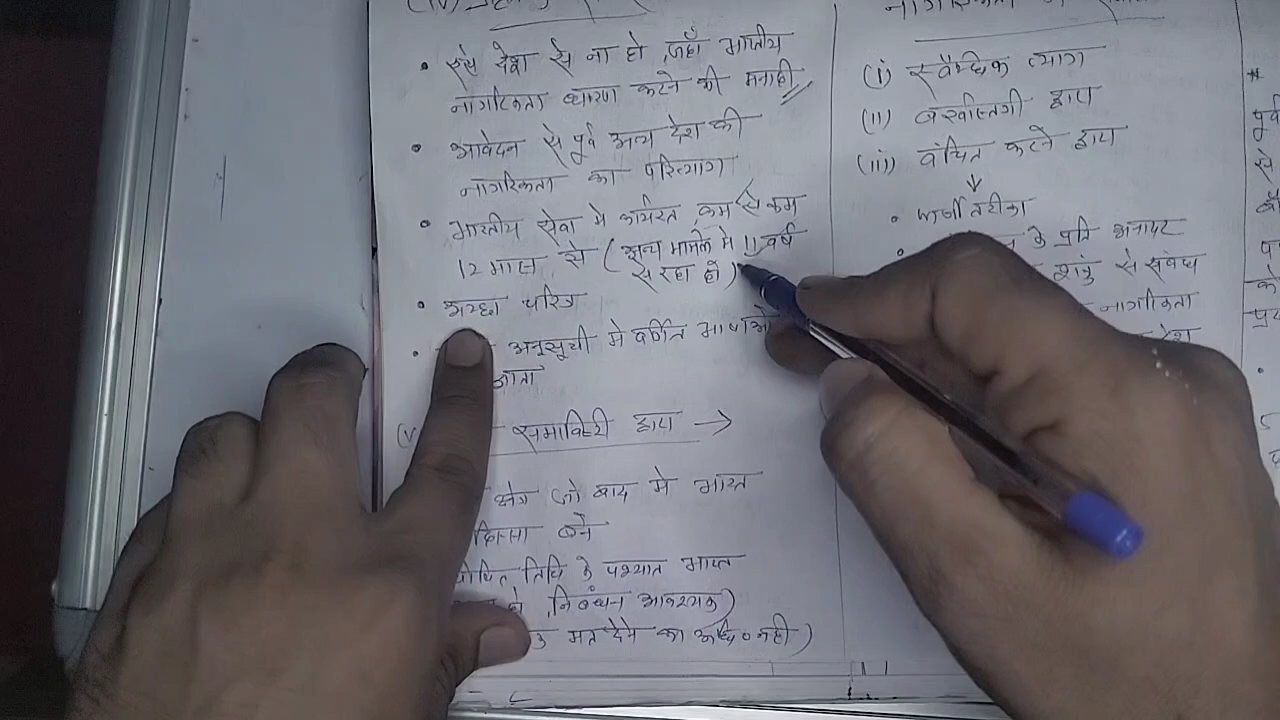 ऐसे देश से ना हो जहाँ भारतीय
नागरिकता धारण करने की मनाही
आवेदन से पूर्व अन्य देश की
नागरिकता का परित्याग
भारतीय सेवा मे कार्यरत कम से कम
12 मास से (अन्य मामले मे 11 वर्ष
से रहा हो)
अच्छा चरित्र
अनुसूची मे वर्णित भाषाओ
ज्ञाता
समाविष्टी द्वारा →
क्षेत्र जो बाद मे भारत
हिस्सा बने
तिथि के पश्चात भारत
हो, निबंधन आवश्यक)
मत देने का अधि० नही)
(i) स्वैच्छिक त्याग
(ii) बर्खास्तगी द्वारा
(iii) वंचित करने द्वारा
↓
फर्जी तरीका
के प्रति अनादर
शत्रु से संबंध
नागरिकता
देश